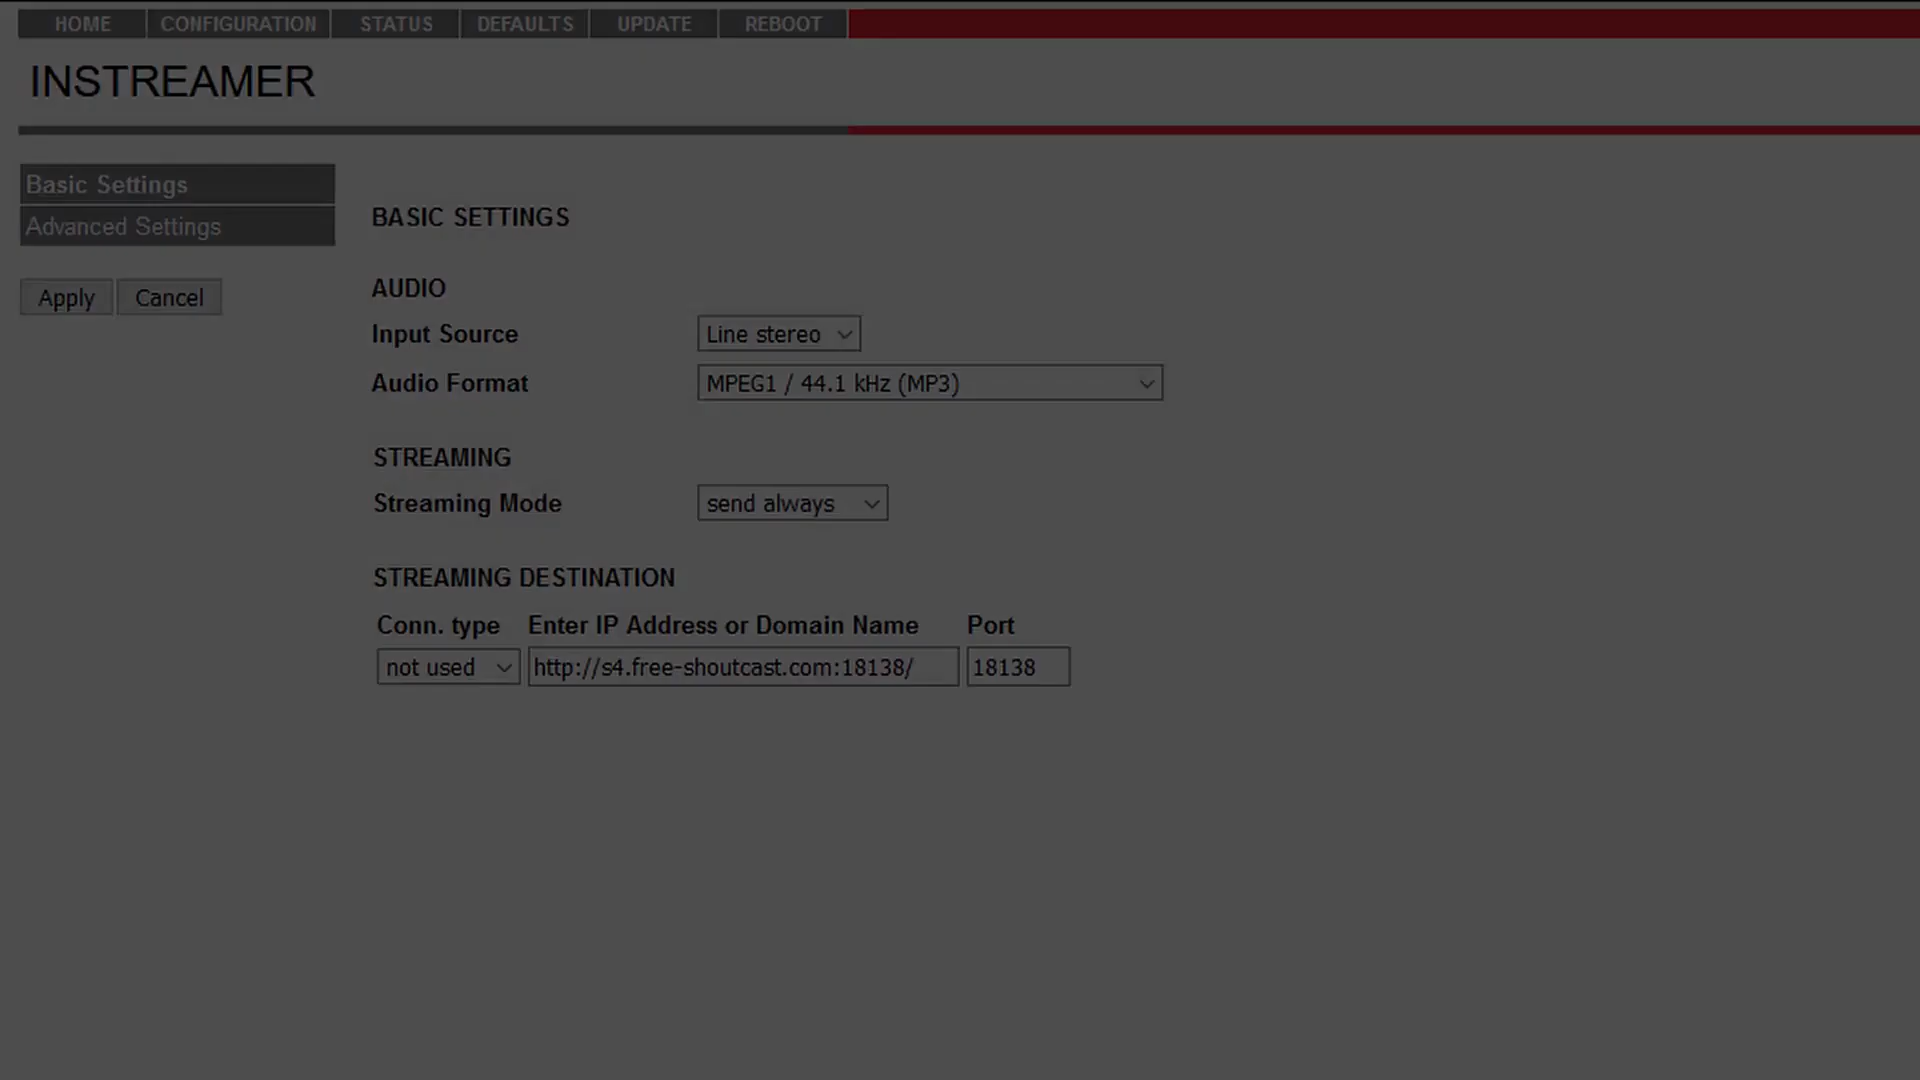 HOME CONFIGURATION STATUS DEFAULTS UPDATE REBOOT
INSTREAMER
Basic Settings
Advanced Settings
Apply Cancel
BASIC SETTINGS
AUDIO
Input Source Line stereo
Audio Format MPEG1 / 44.1 kHz (MP3)
STREAMING
Streaming Mode send always
STREAMING DESTINATION
Conn. type Enter IP Address or Domain Name Port
not used http://s4.free-shoutcast.com:18138/ 18138